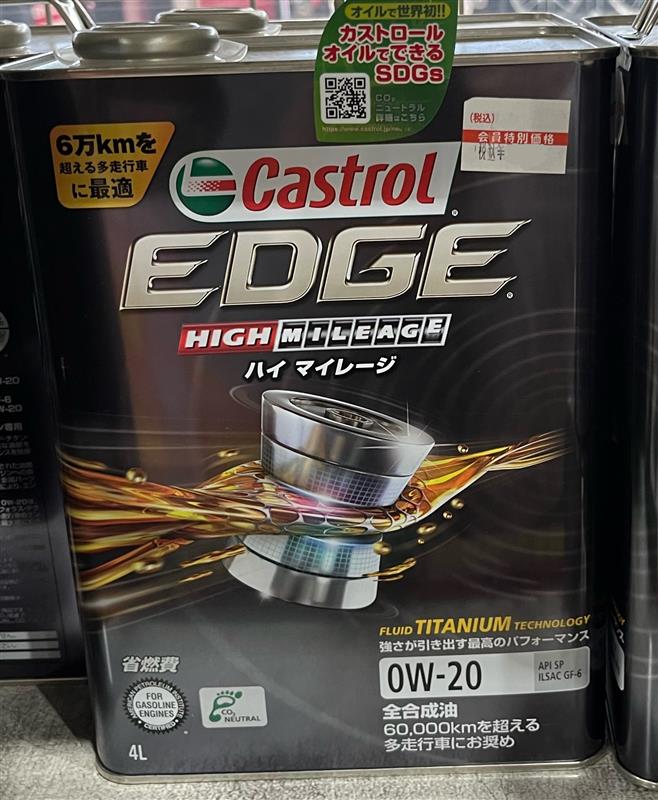 オイルで世界初!!
カストロール
オイルでできる
SDGs
CO₂
ニュートラル
詳細はこちら
(税込)
会員特別価格
6万kmを
超える多走行車
に最適
Castrol
EDGE
HIGH MILEAGE
ハイ マイレージ
FLUID TITANIUM TECHNOLOGY
強さが引き出す最高のパフォーマンス
0W-20
API SP
ILSAC GF-6
全合成油
60,000kmを超える
多走行車にお奨め
省燃費
FOR
GASOLINE
ENGINES
CO₂
NEUTRAL
4L